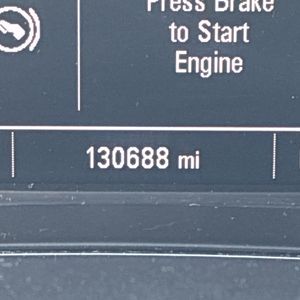 Press Brake
to Start
Engine
130688 mi